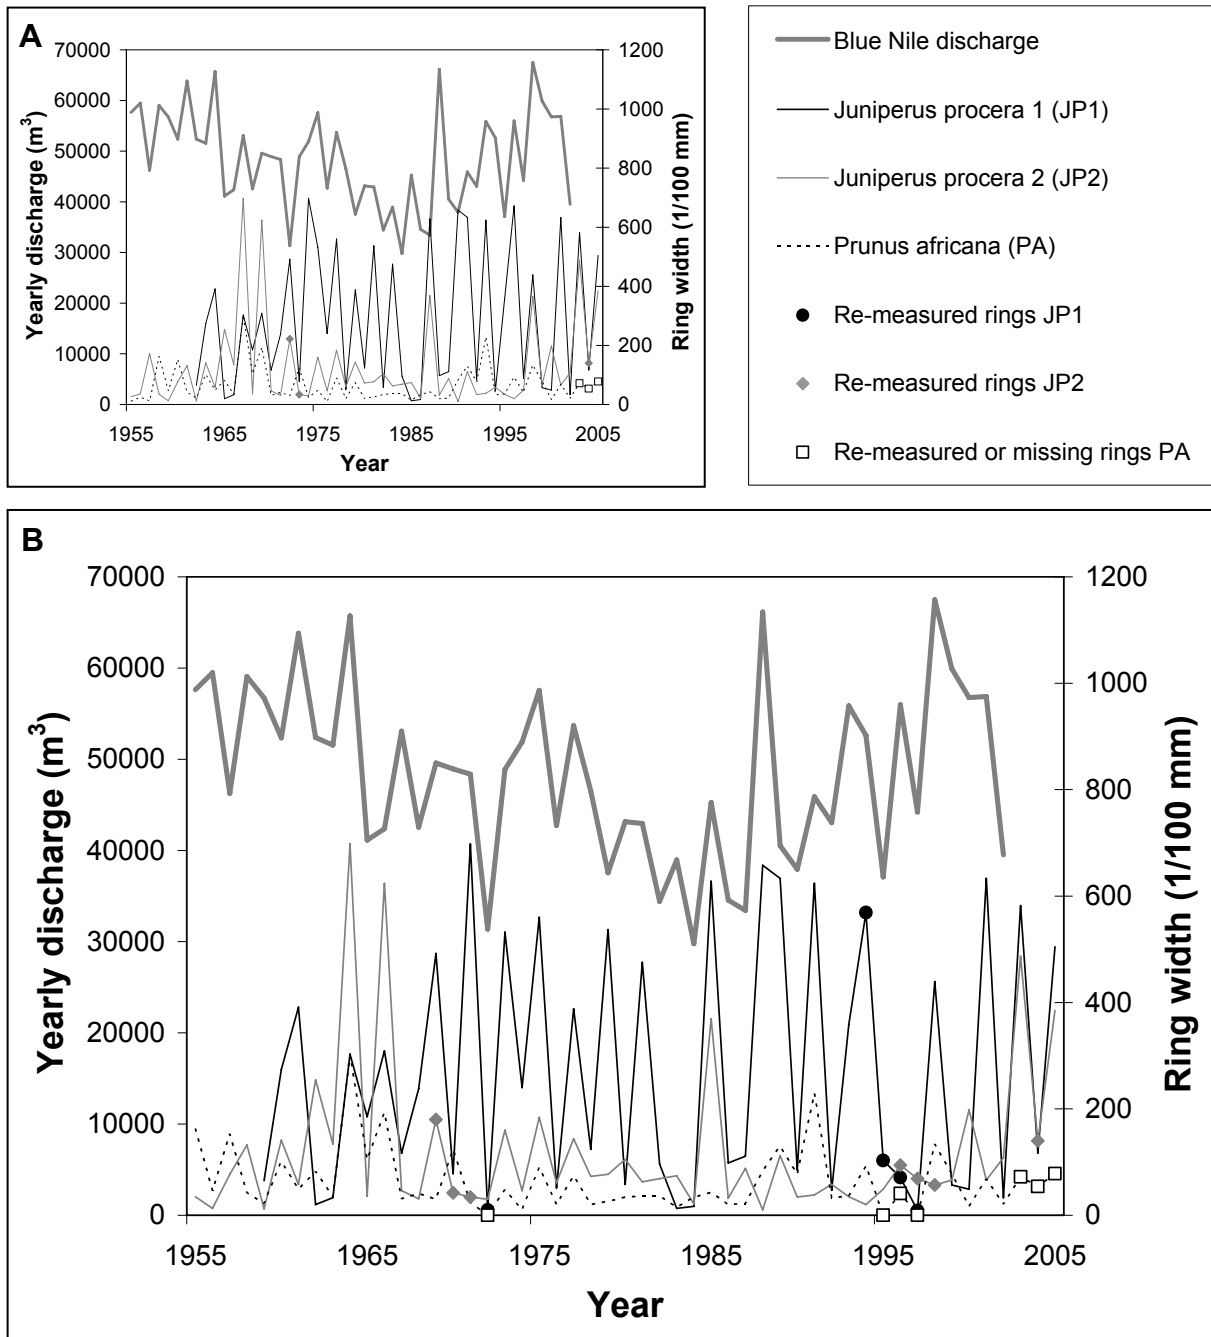 A
70000
60000
50000
40000
30000
20000
10000
0
1200
1000
800
600
400
200
0
1955 1965 1975 1985 1995 2005
Yearly discharge (m³)
Ring width (1/100 mm)
Year
Blue Nile discharge
Juniperus procera 1 (JP1)
Juniperus procera 2 (JP2)
Prunus africana (PA)
Re-measured rings JP1
Re-measured rings JP2
Re-measured or missing rings PA
B
70000
60000
50000
40000
30000
20000
10000
0
1200
1000
800
600
400
200
0
1955 1965 1975 1985 1995 2005
Yearly discharge (m³)
Ring width (1/100 mm)
Year